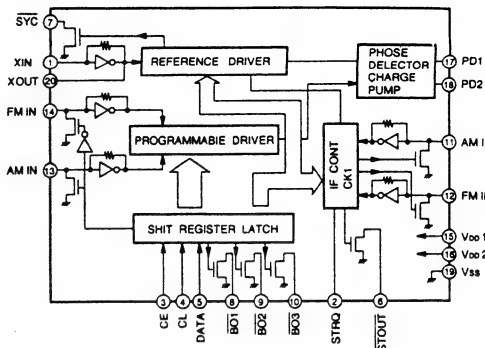 SYC
7
XIN
1
XOUT
20
FM IN
14
AM IN
13
REFERENCE DRIVER
PROGRAMMABIE DRIVER
SHIT REGISTER LATCH
PHOSE
DELECTOR
CHARGE
PUMP
IF CONT
CK1
17
PD1
18
PD2
11
AM I
12
FM I
15
VDD 1
16
VDD 2
19
VSS
3
CE
4
CL
5
DATA
8
BO1
9
BO2
10
BO3
2
STRQ
6
STOUT